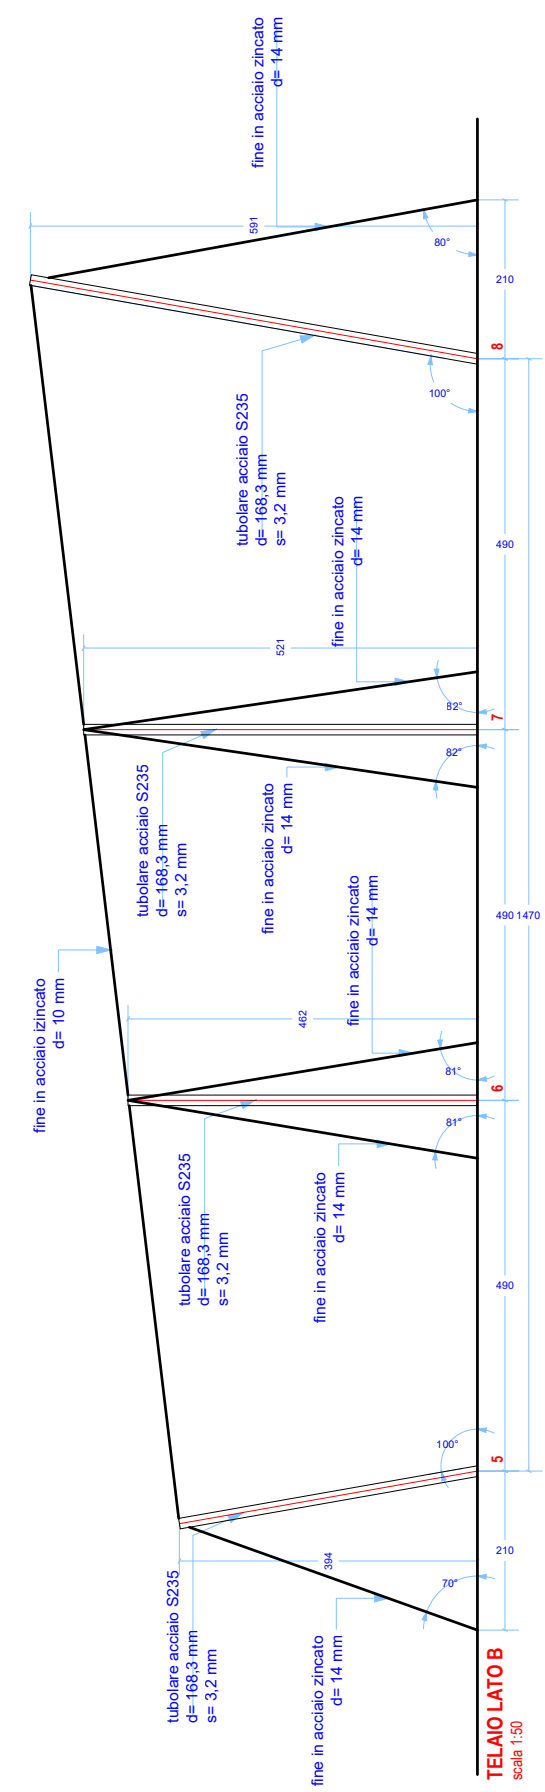 fine in acciaio zincato
d= 14 mm
591
80°
210
8
100°
tubolare acciaio S235
d= 168,3 mm
s= 3,2 mm
fine in acciaio zincato
d= 14 mm
490
521
82°
7
82°
tubolare acciaio S235
d= 168,3 mm
s= 3,2 mm
fine in acciaio zincato
d= 14 mm
fine in acciaio zincato
d= 14 mm
490
1470
fine in acciaio izincato
d= 10 mm
462
81°
6
81°
tubolare acciaio S235
d= 168,3 mm
s= 3,2 mm
fine in acciaio zincato
d= 14 mm
490
100°
5
394
70°
210
tubolare acciaio S235
d= 168,3 mm
s= 3,2 mm
fine in acciaio zincato
d= 14 mm
TELAIO LATO B
scala 1:50